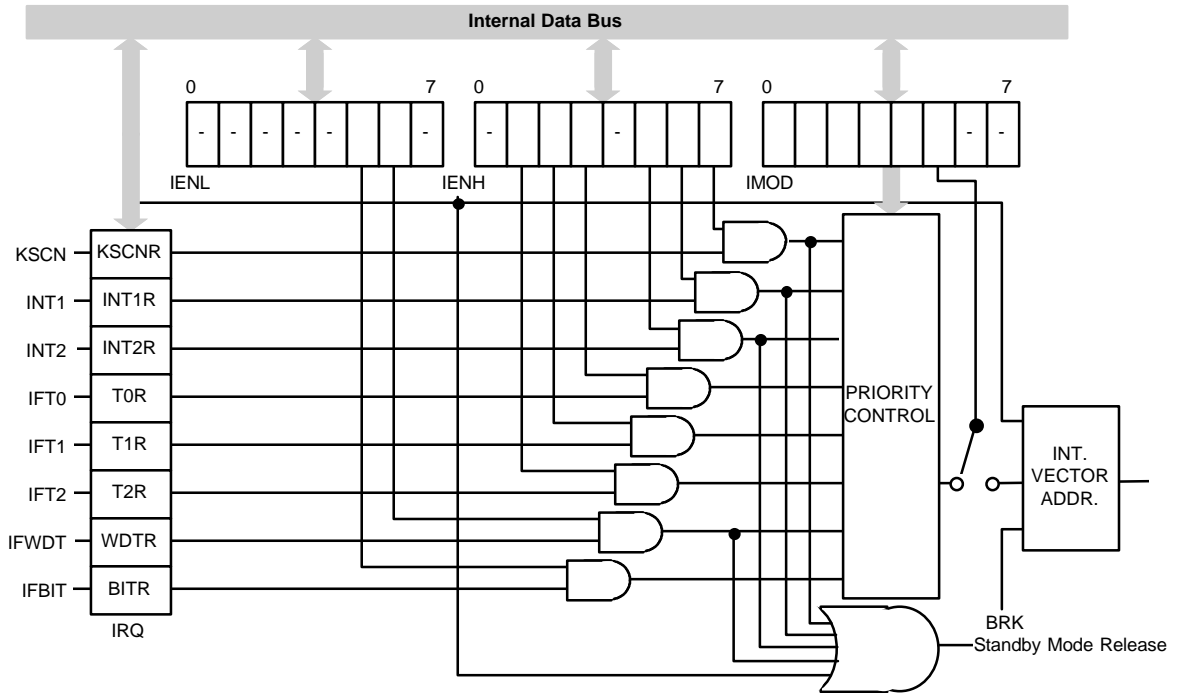 Internal Data Bus
0 7 0 7 0 7
- - - - - - - - - -
IENL IENH IMOD
KSCN KSCNR
INT1 INT1R
INT2 INT2R
IFT0 T0R
IFT1 T1R
IFT2 T2R
IFWDT WDTR
IFBIT BITR
IRQ
PRIORITY
CONTROL
INT.
VECTOR
ADDR.
BRK
Standby Mode Release